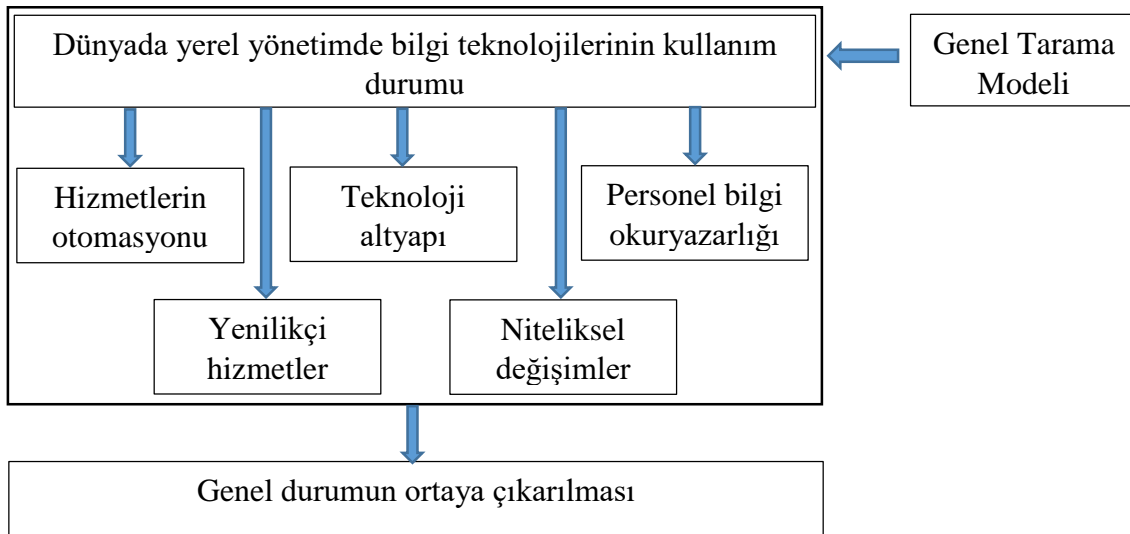 Dünyada yerel yönetimde bilgi teknolojilerinin kullanım
durumu
Genel Tarama
Modeli
Hizmetlerin
otomasyonu
Teknoloji
altyapı
Personel bilgi
okuryazarlığı
Yenilikçi
hizmetler
Niteliksel
değişimler
Genel durumun ortaya çıkarılması